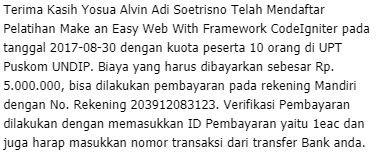 Terima Kasih Yosua Alvin Adi Soetrisno Telah Mendaftar
Pelatihan Make an Easy Web With Framework CodeIgniter pada
tanggal 2017-08-30 dengan kuota peserta 10 orang di UPT
Puskom UNDIP. Biaya yang harus dibayarkan sebesar Rp.
5.000.000, bisa dilakukan pembayaran pada rekening Mandiri
dengan No. Rekening 203912083123. Verifikasi Pembayaran
dilakukan dengan memasukkan ID Pembayaran yaitu 1eac dan
juga harap masukkan nomor transaksi dari transfer Bank anda.